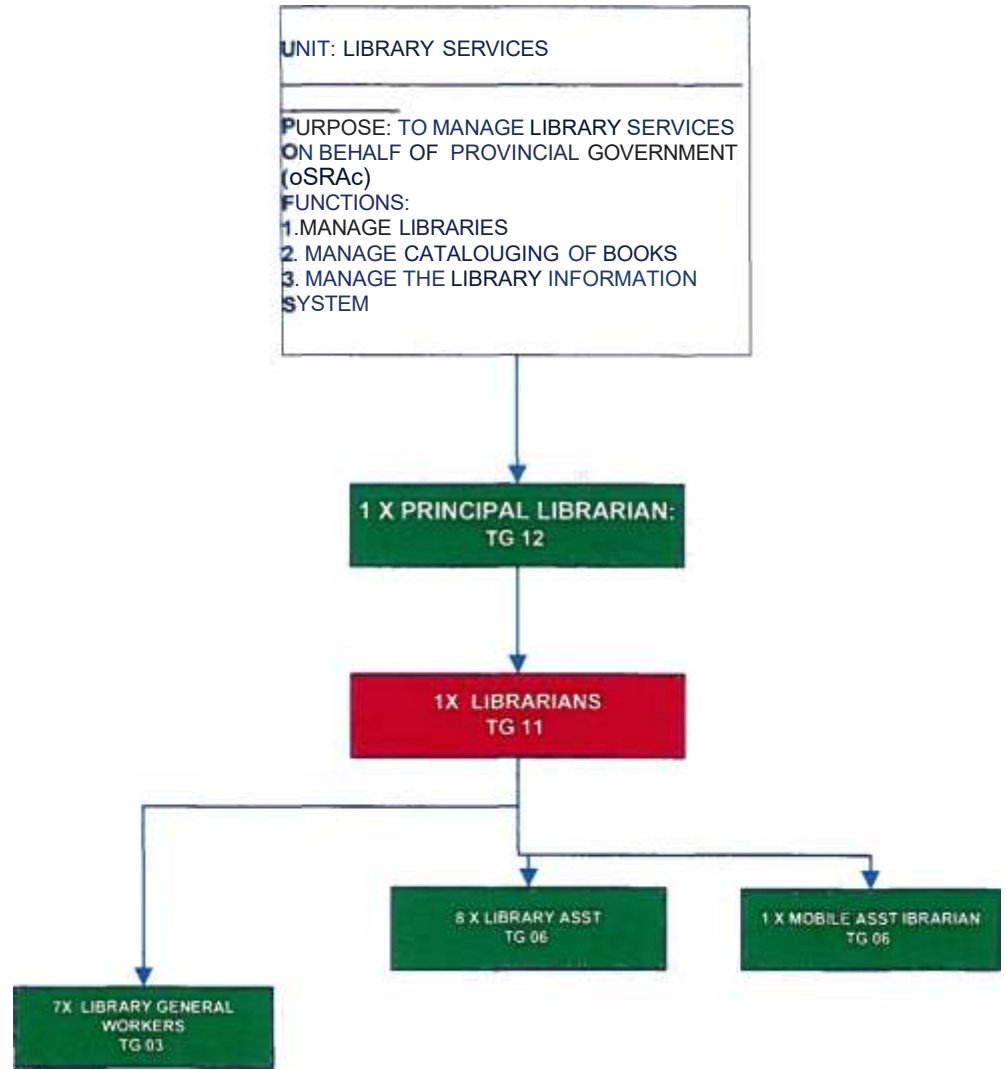 UNIT: LIBRARY SERVICES
PURPOSE: TO MANAGE LIBRARY SERVICES
ON BEHALF OF PROVINCIAL GOVERNMENT
(oSRAc)
FUNCTIONS:
1.MANAGE LIBRARIES
2. MANAGE CATALOUGING OF BOOKS
3. MANAGE THE LIBRARY INFORMATION
SYSTEM
1 X PRINCIPAL LIBRARIAN:
TG 12
1X LIBRARIANS
TG 11
8 X LIBRARY ASST
TG 06
1 X MOBILE ASST IBRARIAN
TG 06
7X LIBRARY GENERAL
WORKERS
TG 03